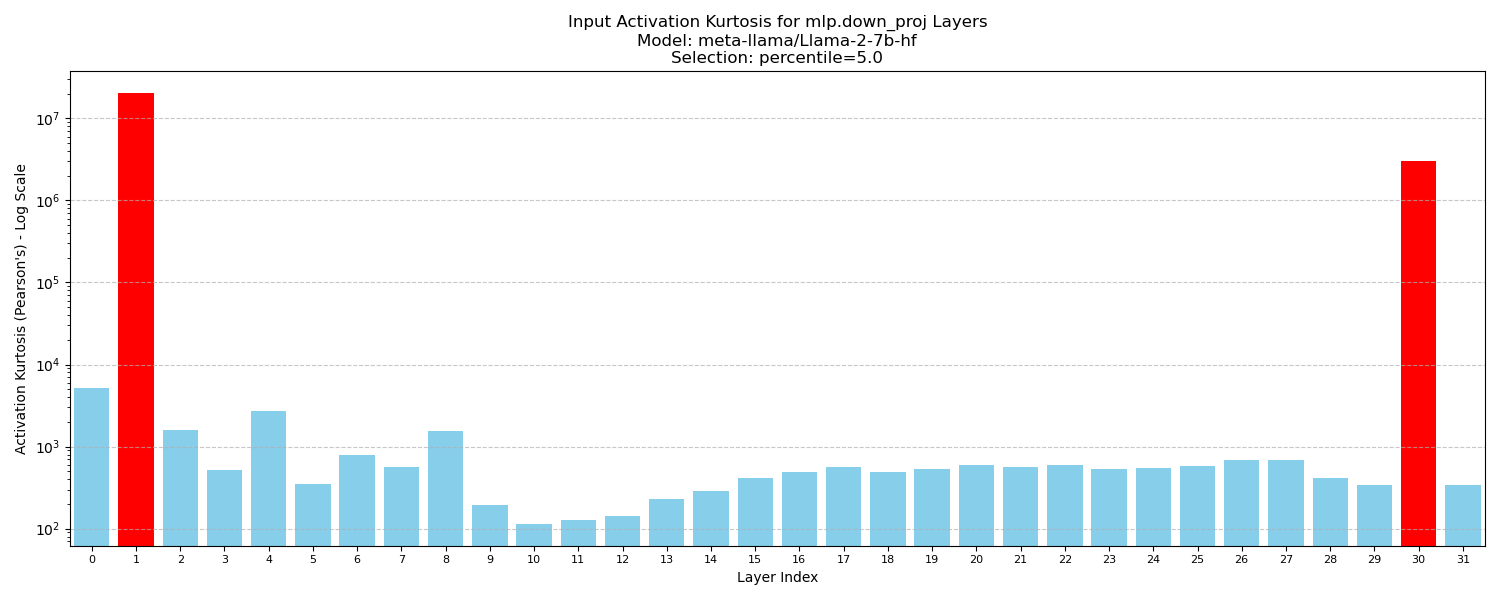 Input Activation Kurtosis for mlp.down_proj Layers
Model: meta-llama/Llama-2-7b-hf
Selection: percentile=5.0
Activation Kurtosis (Pearson's) - Log Scale
10⁷
10⁶
10⁵
10⁴
10³
10²
0 1 2 3 4 5 6 7 8 9 10 11 12 13 14 15 16 17 18 19 20 21 22 23 24 25 26 27 28 29 30 31
Layer Index